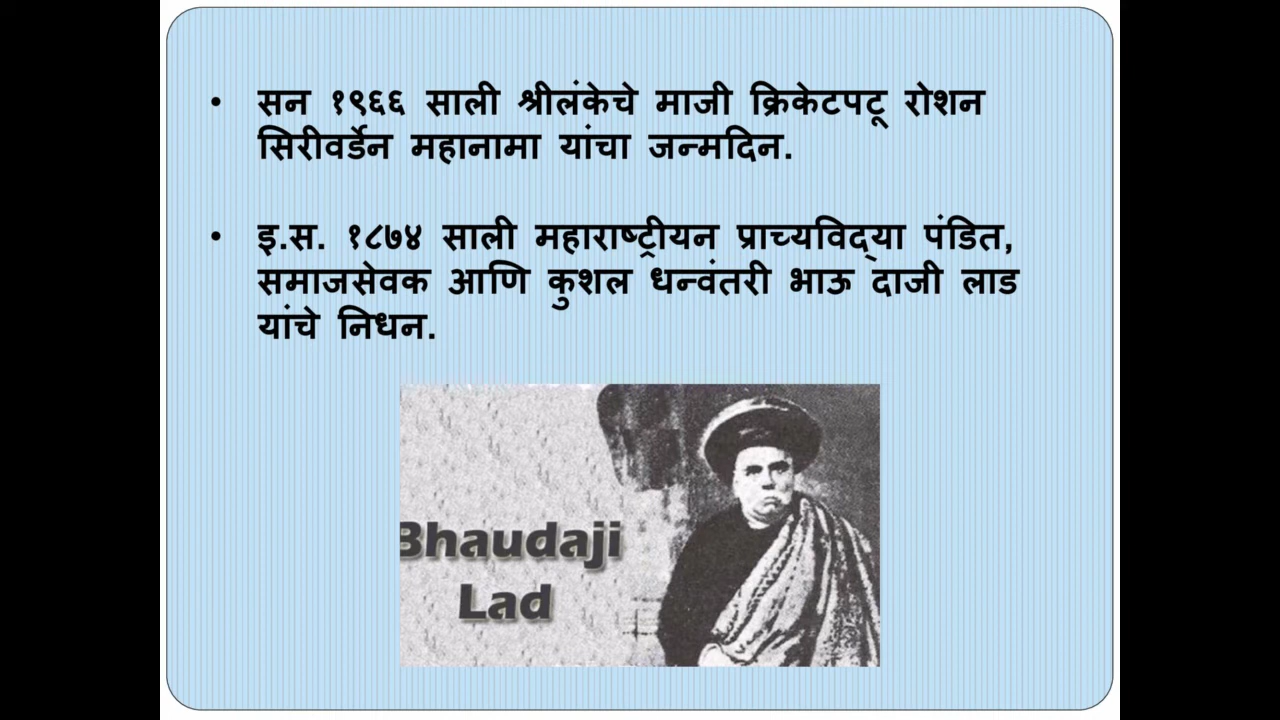 • सन १९६६ साली श्रीलंकेचे माजी क्रिकेटपटू रोशन
सिरीवर्डेन महानामा यांचा जन्मदिन.
• इ.स. १८७४ साली महाराष्ट्रीयन प्राच्यविद्या पंडित,
समाजसेवक आणि कुशल धन्वंतरी भाऊ दाजी लाड
यांचे निधन.
Bhaudaji
Lad